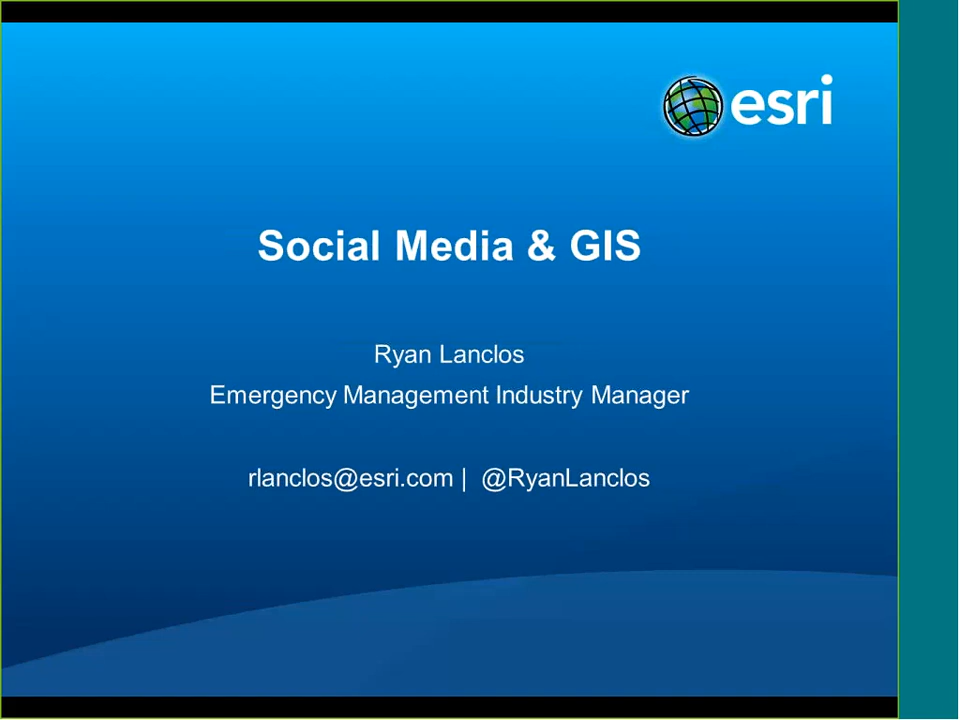 esri
Social Media & GIS
Ryan Lanclos
Emergency Management Industry Manager
rlanclos@esri.com | @RyanLanclos